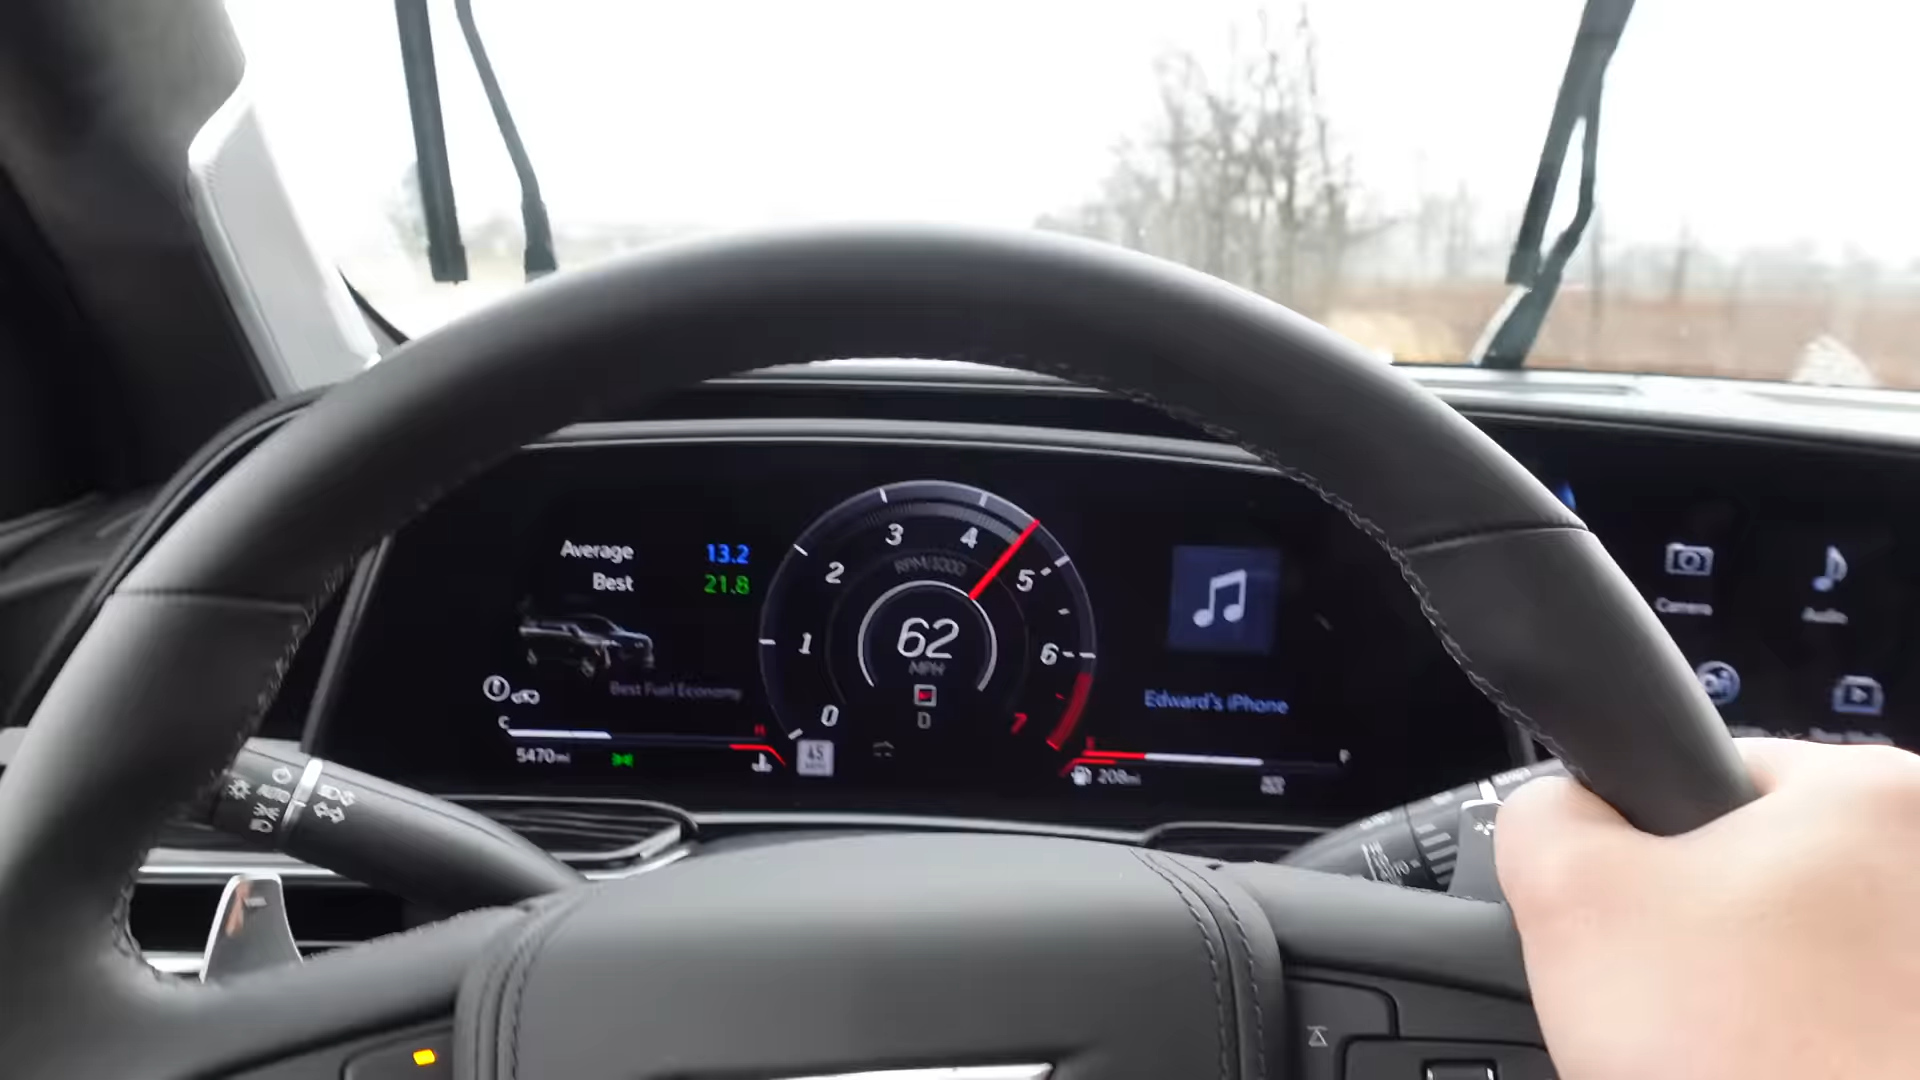 Average 13.2
Best 21.8
Best Fuel Economy
C H
5470mi
0 1 2 3 4 5 6 7
RPM/1000
62
MPH
D
45
Edward's iPhone
E F
208mi
Camera
Audio
AUTO